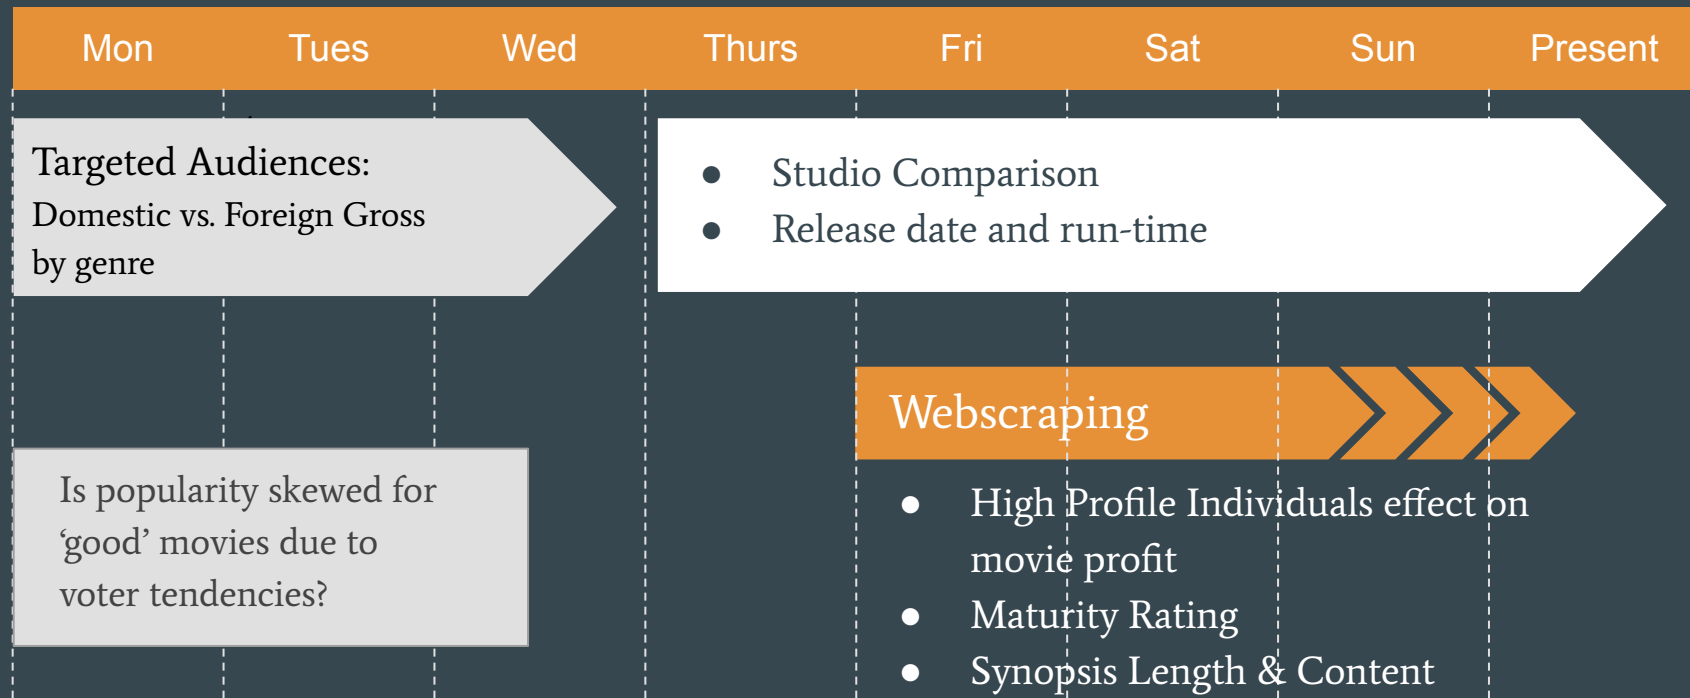 Mon Tues Wed Thurs Fri Sat Sun Present
Targeted Audiences:
Domestic vs. Foreign Gross
by genre
● Studio Comparison
● Release date and run-time
Webscraping
Is popularity skewed for
‘good’ movies due to
voter tendencies?
● High Profile Individuals effect on
movie profit
● Maturity Rating
● Synopsis Length & Content